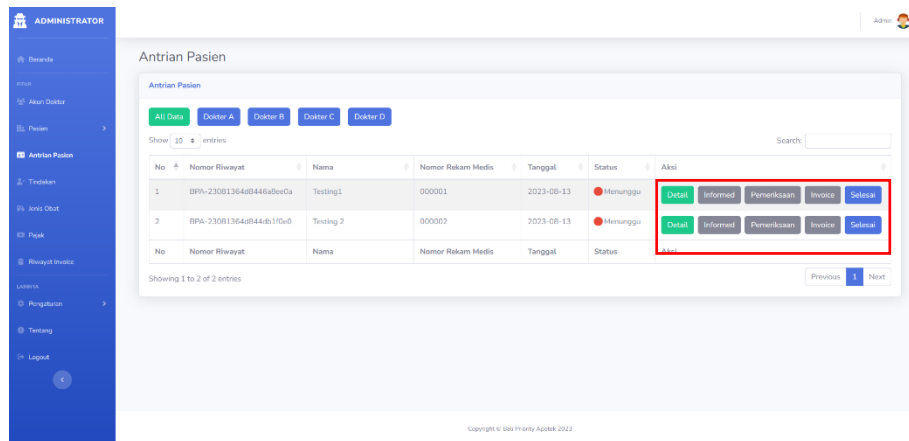 ADMINISTRATOR
Admin
Beranda
FITUR
Akun Dokter
Pasien
Antrian Pasien
Tindakan
Jenis Obat
Pajak
Riwayat Invoice
LAINNYA
Pengaturan
Tentang
Logout
Antrian Pasien
Antrian Pasien
All Data Dokter A Dokter B Dokter C Dokter D
Show 10 entries Search:
No Nomor Riwayat Nama Nomor Rekam Medis Tanggal Status Aksi
1 Testing1 000001 2023-08-13 Menunggu Detail Informed Pemeriksaan Invoice Selesai
2 Testing 2 000002 2023-08-13 Menunggu Detail Informed Pemeriksaan Invoice Selesai
No Nomor Riwayat Nama Nomor Rekam Medis Tanggal Status Aksi
Showing 1 to 2 of 2 entries Previous 1 Next
Copyright © Bali Priority Apotek 2023